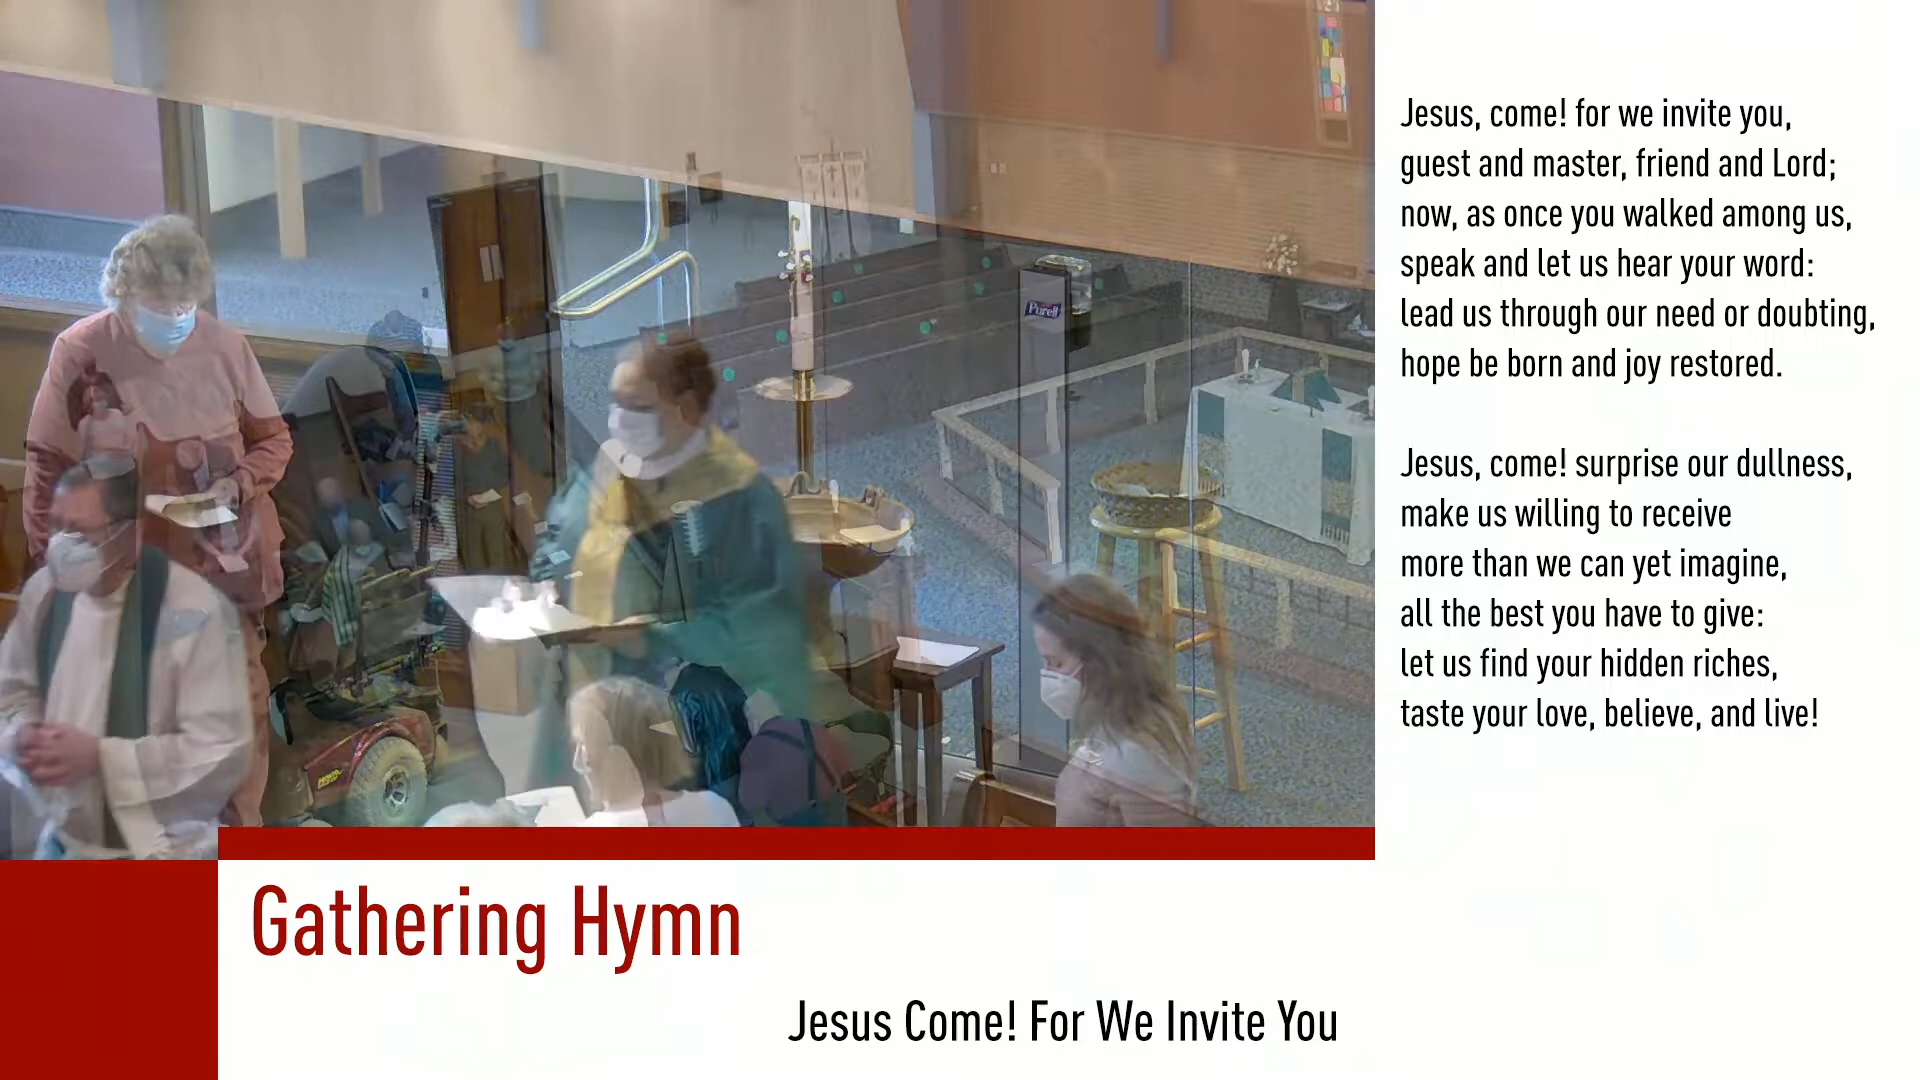 Jesus, come! for we invite you,
guest and master, friend and Lord;
now, as once you walked among us,
speak and let us hear your word:
lead us through our need or doubting,
hope be born and joy restored.
Jesus, come! surprise our dullness,
make us willing to receive
more than we can yet imagine,
all the best you have to give:
let us find your hidden riches,
taste your love, believe, and live!
Purell
Gathering Hymn
Jesus Come! For We Invite You